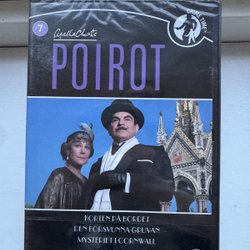 7
Agatha Christie
POIROT
KORTEN PÅ BORDET
DEN FÖRSVUNNA GRUVAN
MYSTERIET I CORNWALL